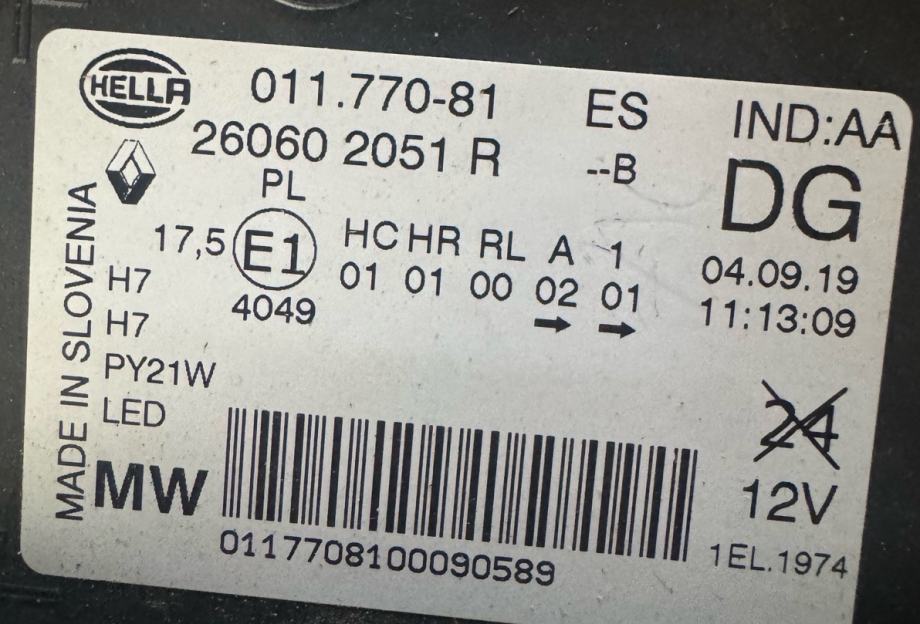 HELLA 011.770-81 ES IND:AA
26060 2051 R --B DG
PL
17,5 E1 HC HR RL A 1 04.09.19
4049 01 01 00 02 01 11:13:09
→ →
H7
H7
PY21W
LED
24
12V
MW
0117708100090589 1EL.1974
MADE IN SLOVENIA